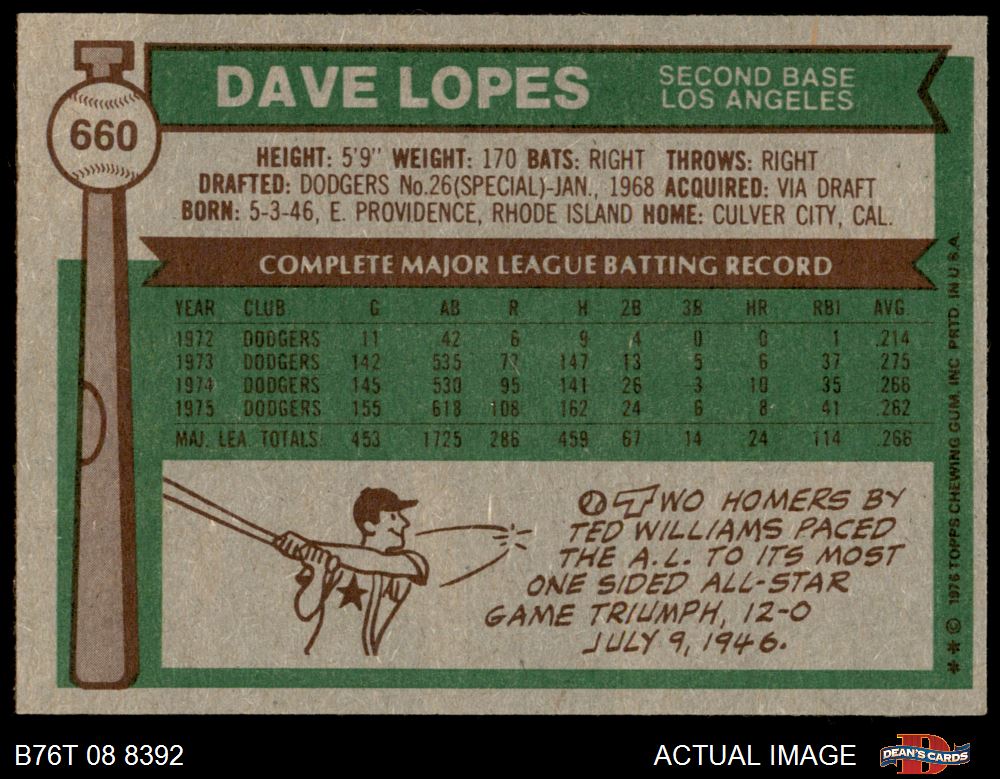 660
DAVE LOPES
SECOND BASE
LOS ANGELES
HEIGHT: 5'9" WEIGHT: 170 BATS: RIGHT THROWS: RIGHT
DRAFTED: DODGERS No.26(SPECIAL)-JAN., 1968 ACQUIRED: VIA DRAFT
BORN: 5-3-46, E. PROVIDENCE, RHODE ISLAND HOME: CULVER CITY, CAL.
COMPLETE MAJOR LEAGUE BATTING RECORD
YEAR CLUB G AB R H 2B 3B HR RBI AVG.
1972 DODGERS 11 42 6 9 4 0 0 1 .214
1973 DODGERS 142 535 77 147 13 5 6 37 .275
1974 DODGERS 145 530 95 141 26 3 10 35 .266
1975 DODGERS 155 618 108 162 24 6 8 41 .262
MAJ. LEA. TOTALS 453 1725 286 459 67 14 24 114 .266
TWO HOMERS BY
TED WILLIAMS PACED
THE A.L. TO ITS MOST
ONE SIDED ALL-STAR
GAME TRIUMPH, 12-0
JULY 9, 1946.
AL
** © 1976 TOPPS CHEWING GUM, INC. PRTD. IN U.S.A.
B76T 08 8392
ACTUAL IMAGE
D
DEAN'S CARDS